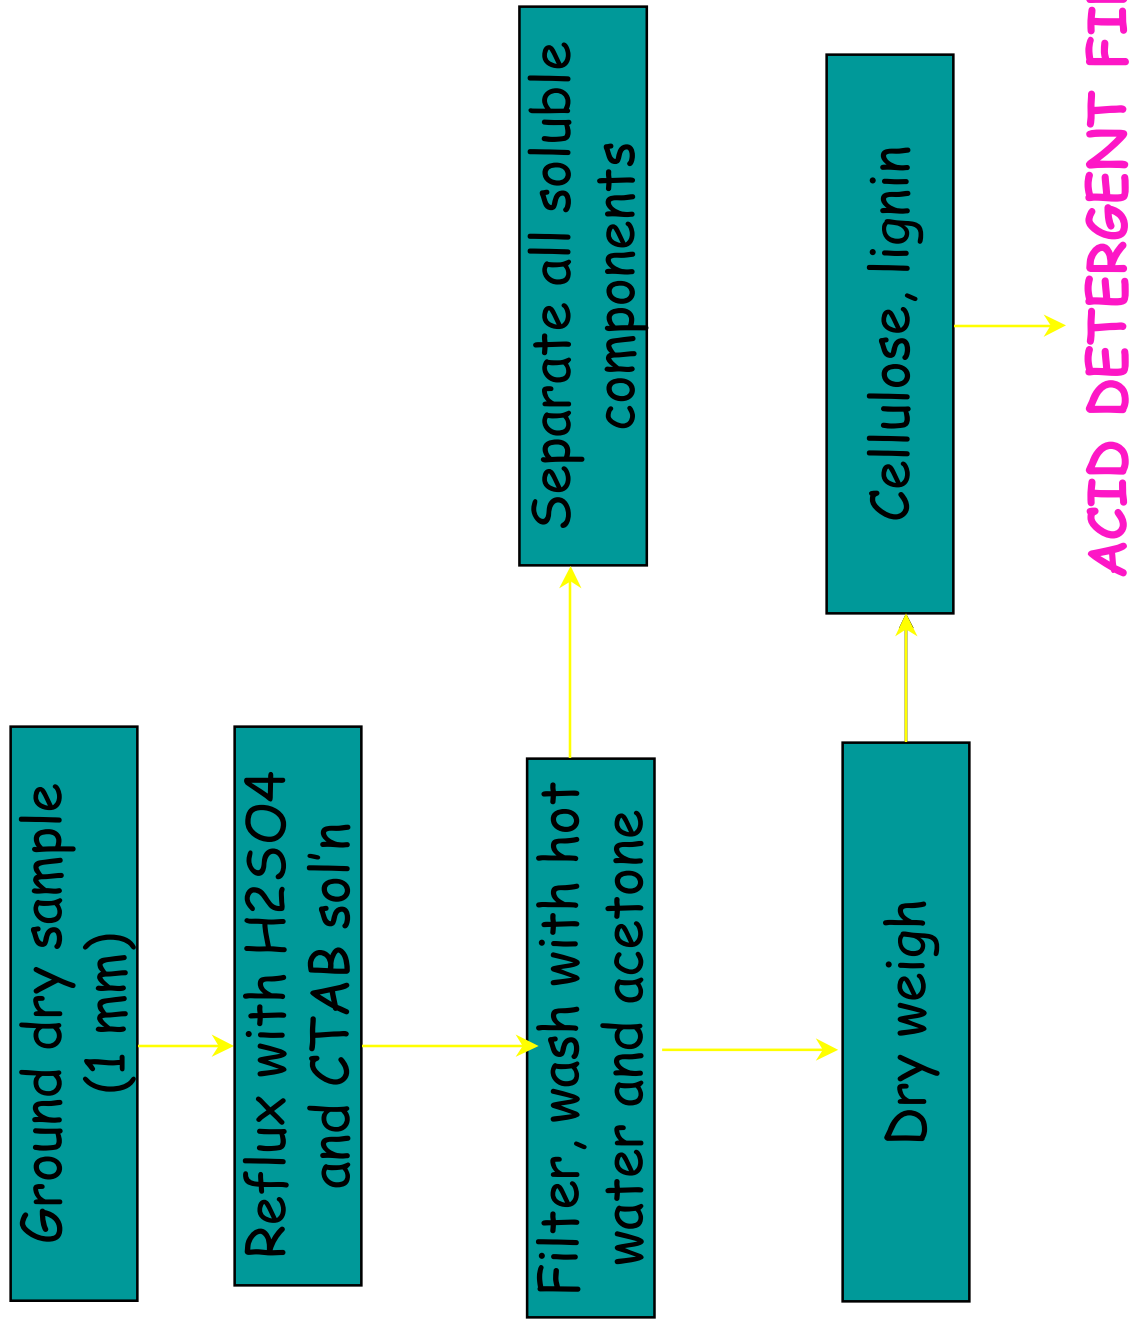 Ground dry sample
(1 mm)
Reflux with H2SO4
and CTAB sol'n
Filter, wash with hot
water and acetone
Separate all soluble
components
Dry weigh
Cellulose, lignin
ACID DETERGENT